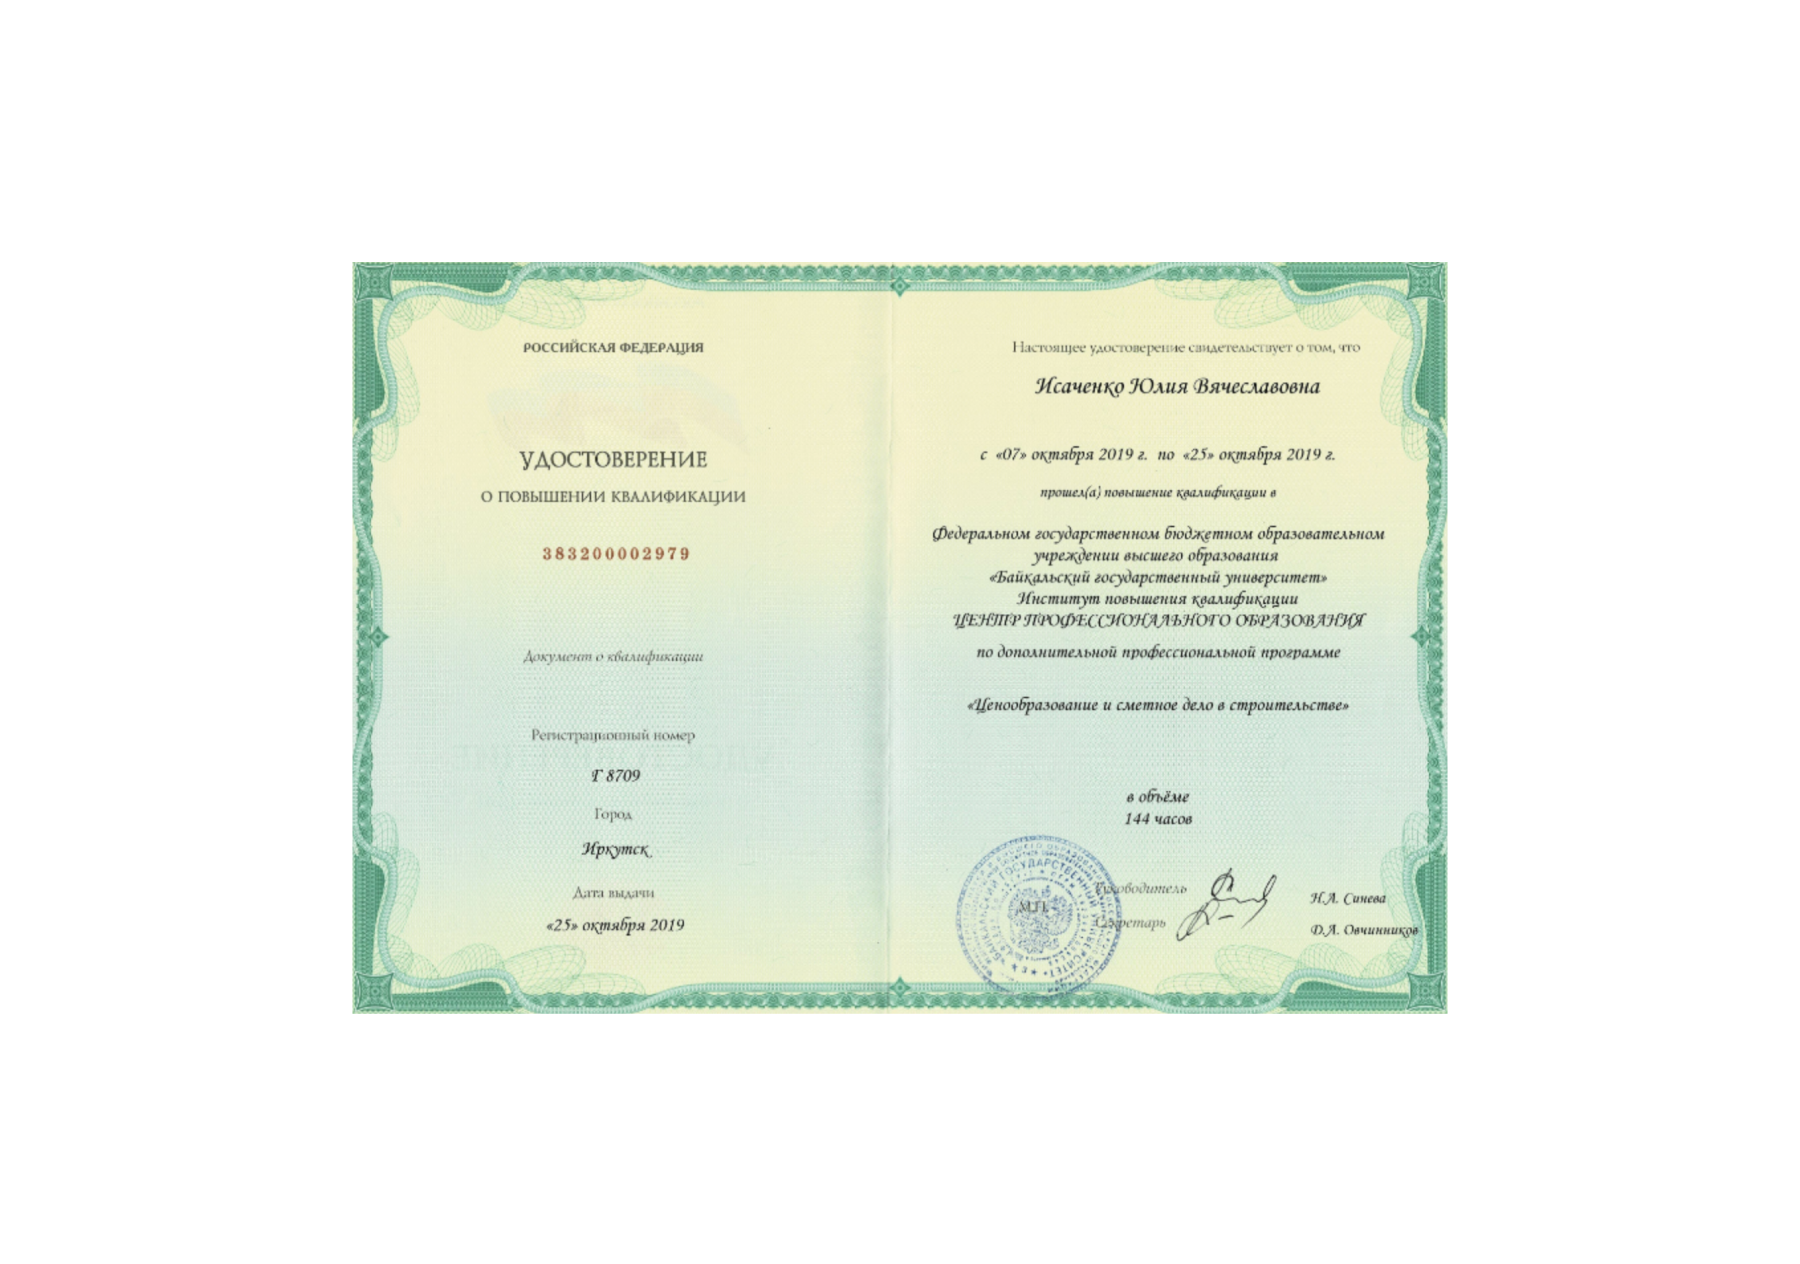 РОССИЙСКАЯ ФЕДЕРАЦИЯ
УДОСТОВЕРЕНИЕ
О ПОВЫШЕНИИ КВАЛИФИКАЦИИ
383200002979
Документ о квалификации
Регистрационный номер
Г 8709
Город
Иркутск
Дата выдачи
«25» октября 2019
Настоящее удостоверение свидетельствует о том, что
Исаченко Юлия Вячеславовна
с «07» октября 2019 г. по «25» октября 2019 г.
прошел(а) повышение квалификации в
Федеральном государственном бюджетном образовательном
учреждении высшего образования
«Байкальский государственный университет»
Институт повышения квалификации
ЦЕНТР ПРОФЕССИОНАЛЬНОГО ОБРАЗОВАНИЯ
по дополнительной профессиональной программе
«Ценообразование и сметное дело в строительстве»
в объёме
144 часов
М.П.
Руководитель
Н.А. Синева
Секретарь
Д.А. Овчинников
БАЙКАЛЬСКИЙ ГОСУДАРСТВЕННЫЙ УНИВЕРСИТЕТ